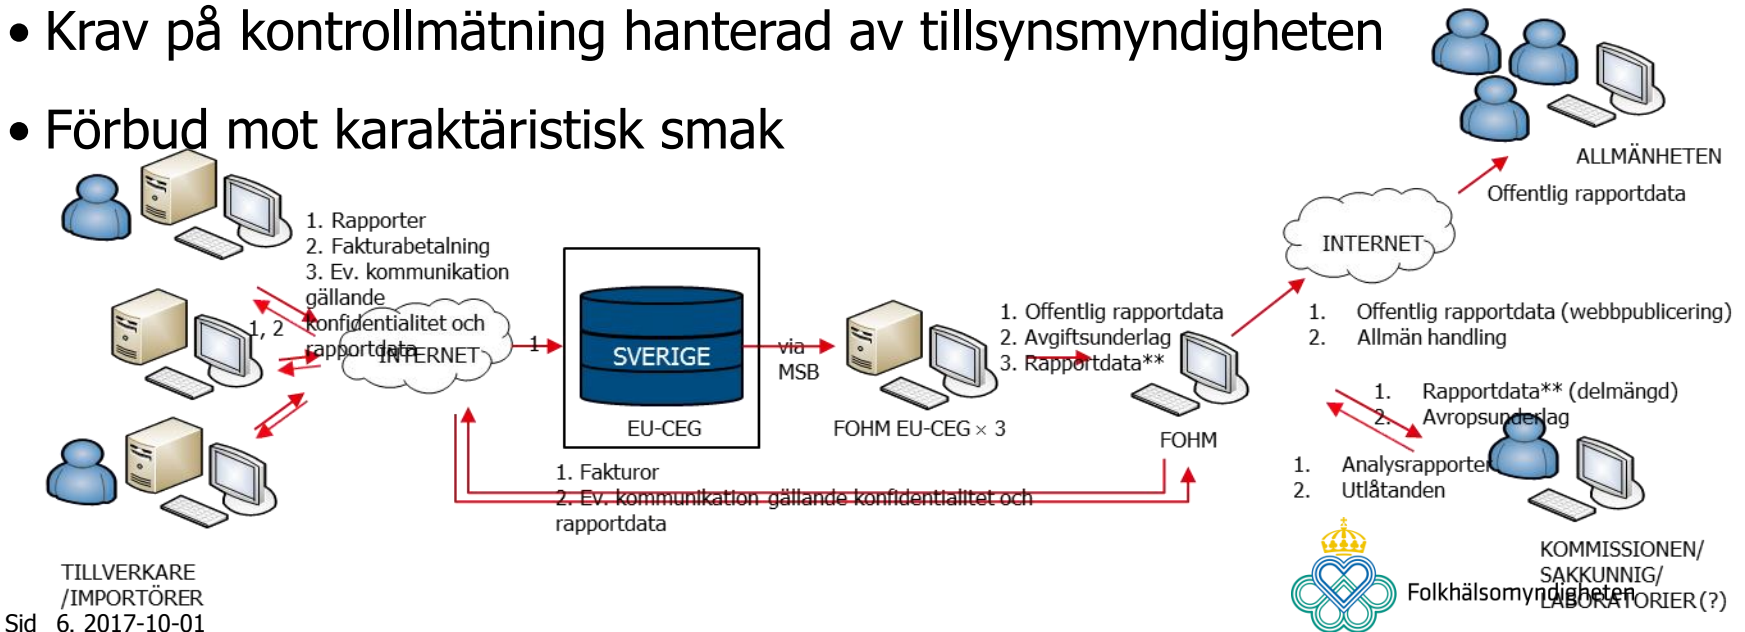 • Krav på kontrollmätning hanterad av tillsynsmyndigheten
• Förbud mot karaktäristisk smak
ALLMÄNHETEN
Offentlig rapportdata
INTERNET
1. Rapporter
2. Fakturabetalning
3. Ev. kommunikation
gällande
konfidentialitet och
rapportdata
1, 2
INTERNET
1
SVERIGE
EU-CEG
via
MSB
FOHM EU-CEG × 3
1. Offentlig rapportdata
2. Avgiftsunderlag
3. Rapportdata**
FOHM
1. Offentlig rapportdata (webbpublicering)
2. Allmän handling
1. Rapportdata** (delmängd)
2. Avropsunderlag
1. Analysrapporter
2. Utlåtanden
1. Fakturor
2. Ev. kommunikation gällande konfidentialitet och
rapportdata
TILLVERKARE
/IMPORTÖRER
KOMMISSIONEN/
SAKKUNNIG/
LABORATORIER(?)
Folkhälsomyndigheten
Sid 6. 2017-10-01